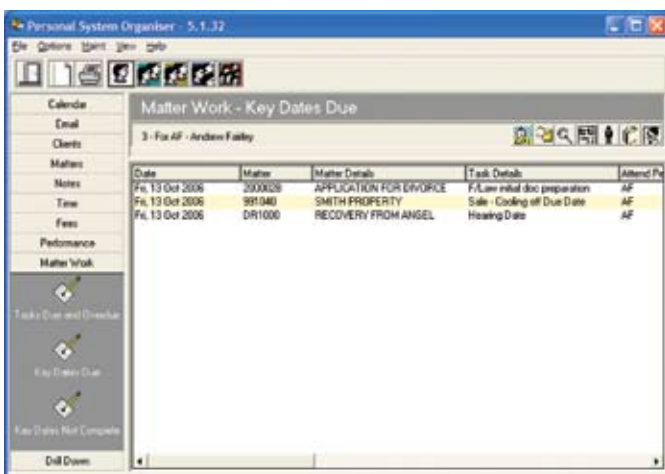 Personal System Organiser - 5.1.32
File Options Maint View Help
Calendar
Email
Clients
Matters
Notes
Time
Fees
Performance
Matter Work
Tasks Due and Overdue
Key Dates Due
Key Dates Not Complete
Drill Down
Matter Work - Key Dates Due
3 - For AF - Andrew Fairley
Date Matter Matter Details Task Details Attend Pe
Fri, 13 Oct 2006 2000028 APPLICATION FOR DIVORCE F/Law initial doc preparation AF
Fri, 13 Oct 2006 981040 SMITH PROPERTY Sale - Cooling off Due Date AF
Fri, 13 Oct 2006 DR1000 RECOVERY FROM ANGEL Hearing Date AF